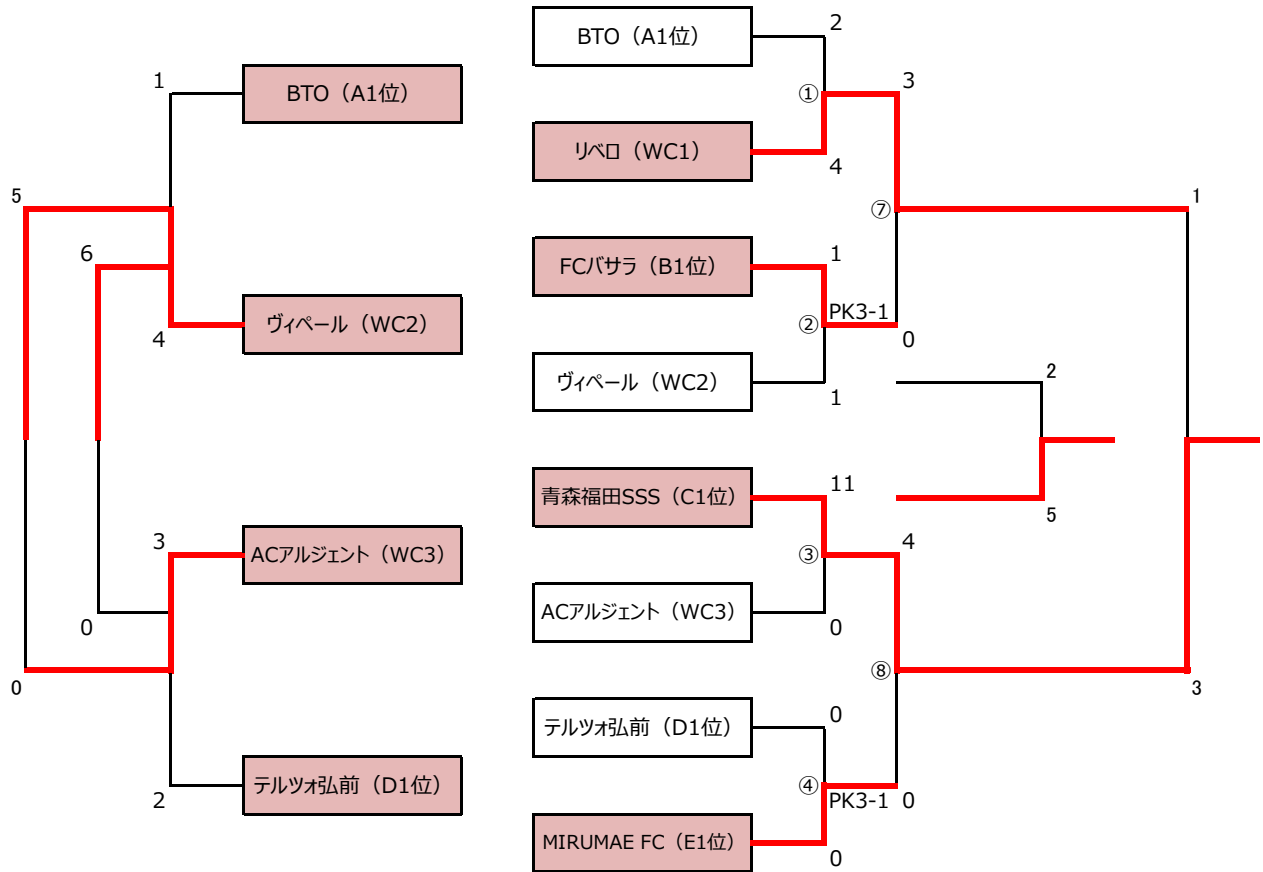 BTO（A1位）
2
1
BTO（A1位）
①
3
リベロ（WC1）
4
5
⑦
1
6
FCバサラ（B1位）
1
4
ヴィペール（WC2）
②
PK3-1
0
ヴィペール（WC2）
1
2
青森福田SSS（C1位）
11
5
3
ACアルジェント（WC3）
③
4
ACアルジェント（WC3）
0
0
0
⑧
3
テルツォ弘前（D1位）
0
2
テルツォ弘前（D1位）
④
PK3-1
0
MIRUMAE FC（E1位）
0